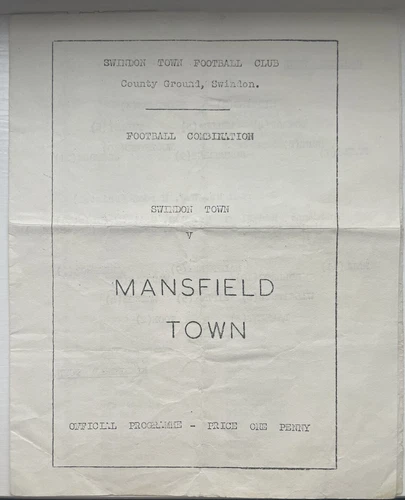 SWINDON TOWN FOOTBALL CLUB
County Ground, Swindon.
FOOTBALL COMBINATION
SWINDON TOWN
v
MANSFIELD
TOWN
OFFICIAL PROGRAMME - PRICE ONE PENNY